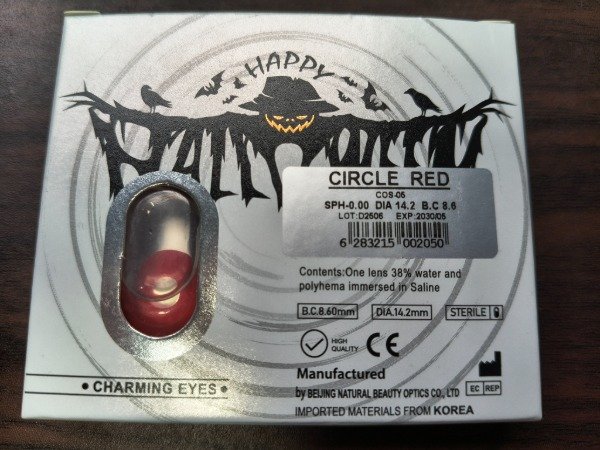 HAPPY
HALLOWEEN
CIRCLE RED
COS-05
SPH-0.00 DIA 14.2 B.C 8.6
LOT:D2506 EXP:2030/05
6 283215 002050
Contents:One lens 38% water and
polyhema immersed in Saline
B.C.8.60mm DIA.14.2mm STERILE
HIGH
QUALITY CE
Manufactured
by BEIJING NATURAL BEAUTY OPTICS CO., LTD EC REP
IMPORTED MATERIALS FROM KOREA
• CHARMING EYES •